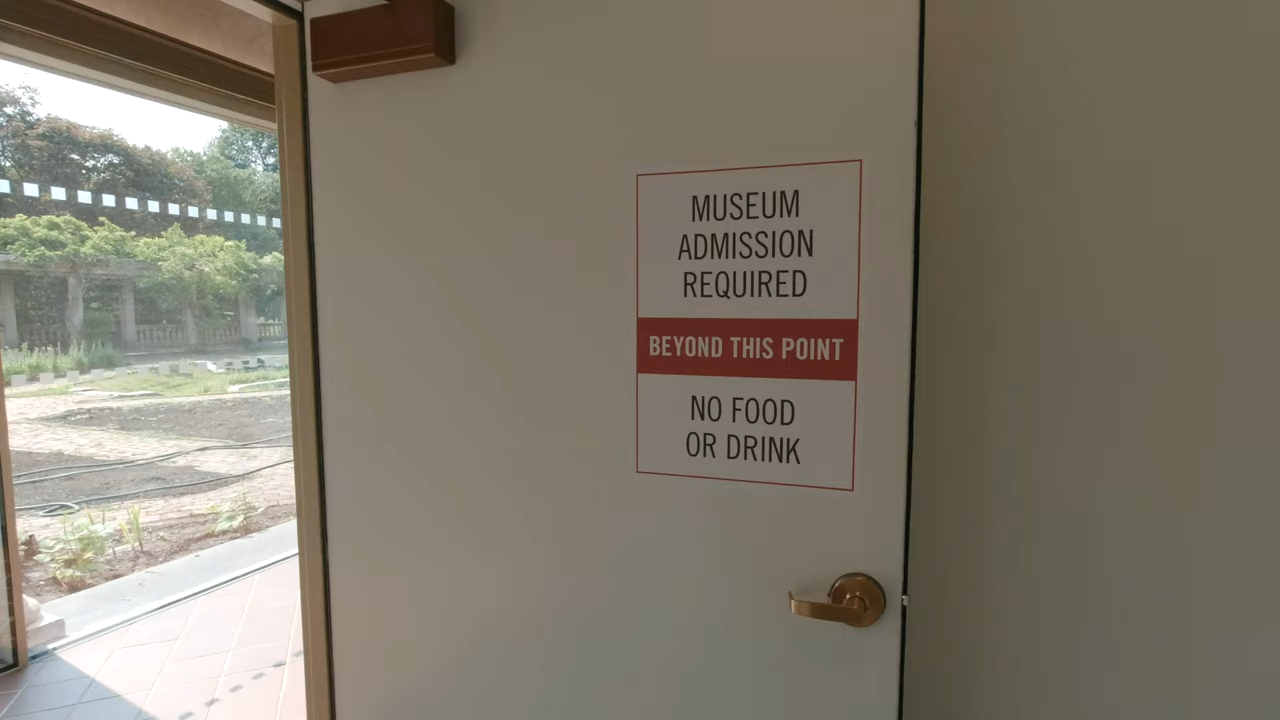 MUSEUM
ADMISSION
REQUIRED
BEYOND THIS POINT
NO FOOD
OR DRINK